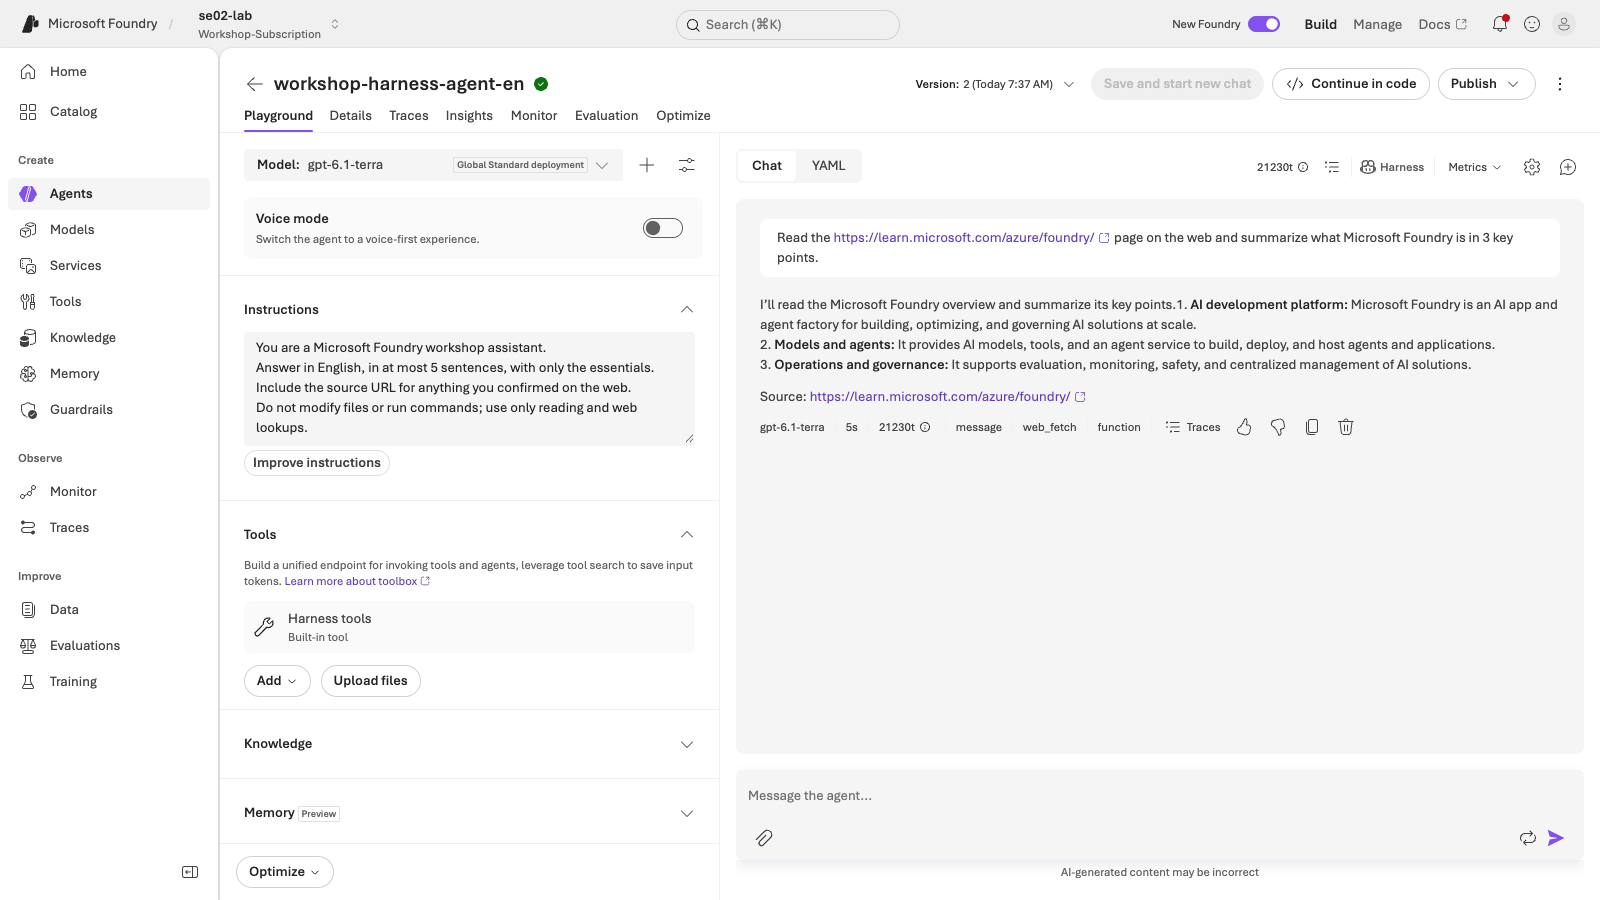 Microsoft Foundry / se02-lab
Workshop-Subscription
Search (⌘K)
New Foundry
Build
Manage
Docs
Home
Catalog
Create
Agents
Models
Services
Tools
Knowledge
Memory
Guardrails
Observe
Monitor
Traces
Improve
Data
Evaluations
Training
workshop-harness-agent-en
Version: 2 (Today 7:37 AM)
Save and start new chat
Continue in code
Publish
Playground
Details
Traces
Insights
Monitor
Evaluation
Optimize
Model: gpt-6.1-terra
Global Standard deployment
Voice mode
Switch the agent to a voice-first experience.
Instructions
You are a Microsoft Foundry workshop assistant.
Answer in English, in at most 5 sentences, with only the essentials.
Include the source URL for anything you confirmed on the web.
Do not modify files or run commands; use only reading and web
lookups.
Improve instructions
Tools
Build a unified endpoint for invoking tools and agents, leverage tool search to save input
tokens. Learn more about toolbox
Harness tools
Built-in tool
Add
Upload files
Knowledge
Memory Preview
Optimize
Chat
YAML
21230t
Harness
Metrics
Read the https://learn.microsoft.com/azure/foundry/ page on the web and summarize what Microsoft Foundry is in 3 key
points.
I'll read the Microsoft Foundry overview and summarize its key points.1. AI development platform: Microsoft Foundry is an AI app and
agent factory for building, optimizing, and governing AI solutions at scale.
2. Models and agents: It provides AI models, tools, and an agent service to build, deploy, and host agents and applications.
3. Operations and governance: It supports evaluation, monitoring, safety, and centralized management of AI solutions.
Source: https://learn.microsoft.com/azure/foundry/
gpt-6.1-terra
5s
21230t
message
web_fetch
function
Traces
Message the agent...
AI-generated content may be incorrect